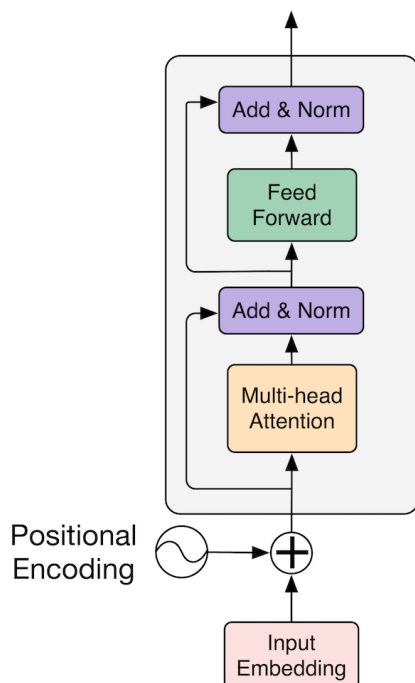 Add & Norm
Feed
Forward
Add & Norm
Multi-head
Attention
Positional
Encoding
Input
Embedding